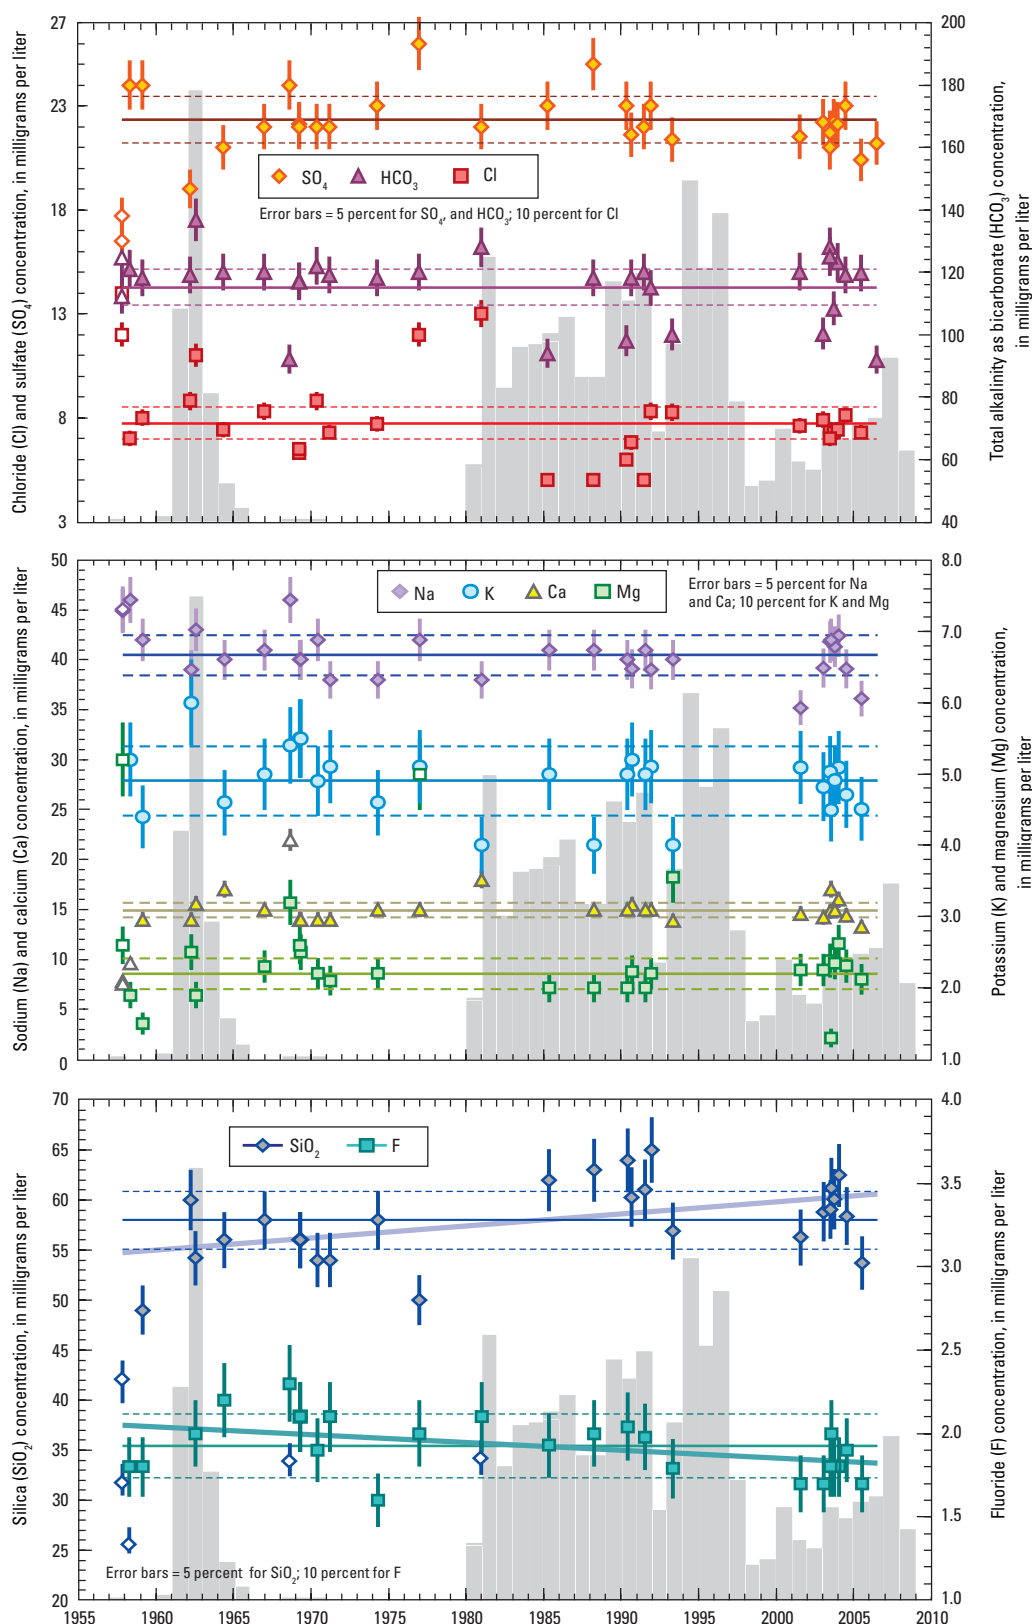 Chloride (Cl) and sulfate (SO4) concentration, in milligrams per liter
27
23
18
13
8
3
SO4
HCO3
Cl
Error bars = 5 percent for SO4, and HCO3; 10 percent for Cl
200
180
160
140
120
100
80
60
40
Total alkalinity as bicarbonate (HCO3) concentration,
in milligrams per liter
Sodium (Na) and calcium (Ca) concentration, in milligrams per liter
50
45
40
35
30
25
20
15
10
5
0
Na
K
Ca
Mg
Error bars = 5 percent for Na
and Ca; 10 percent for K and Mg
8.0
7.0
6.0
5.0
4.0
3.0
2.0
1.0
Potassium (K) and magnesium (Mg) concentration,
in milligrams per liter
Silica (SiO2) concentration, in milligrams per liter
70
65
60
55
50
45
40
35
30
25
20
SiO2
F
Error bars = 5 percent for SiO2; 10 percent for F
4.0
3.5
3.0
2.5
2.0
1.5
1.0
Fluoride (F) concentration, in milligrams per liter
1955 1960 1965 1970 1975 1980 1985 1990 1995 2000 2005 2010